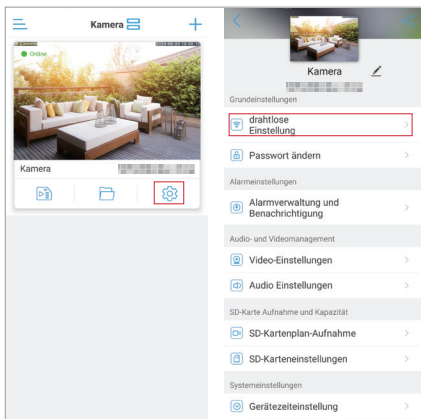 Kamera
Online
Kamera
Kamera
Grundeinstellungen
drahtlose
Einstellung
Passwort ändern
Alarmeinstellungen
Alarmverwaltung und
Benachrichtigung
Audio- und Videomanagement
Video-Einstellungen
Audio Einstellungen
SD-Karte Aufnahme und Kapazität
SD-Kartenplan-Aufnahme
SD-Karteneinstellungen
Systemeinstellungen
Gerätezeiteinstellung